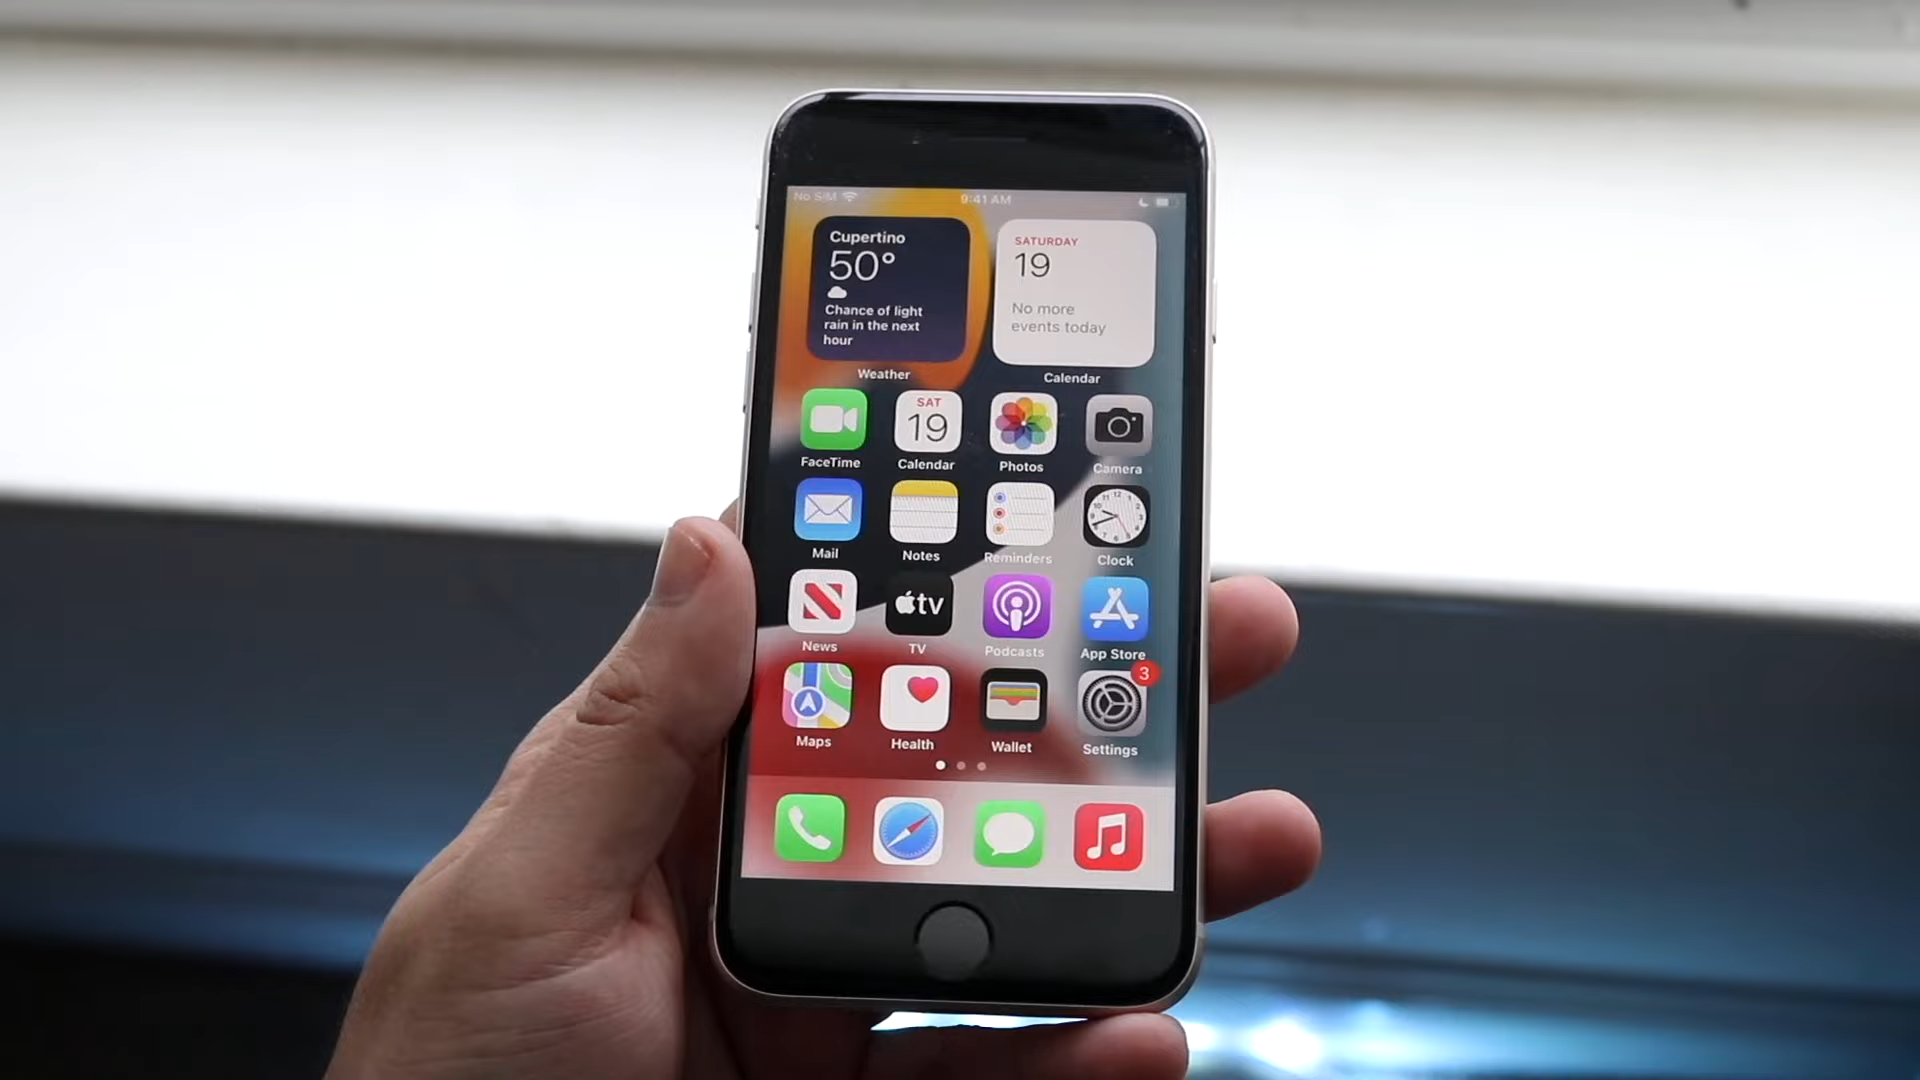 No SIM 9:41 AM
Cupertino
50°
Chance of light
rain in the next
hour
Weather
SATURDAY
19
No more
events today
Calendar
SAT
19
FaceTime Calendar Photos Camera
Mail Notes Reminders Clock
tv
News TV Podcasts App Store
3
Maps Health Wallet Settings